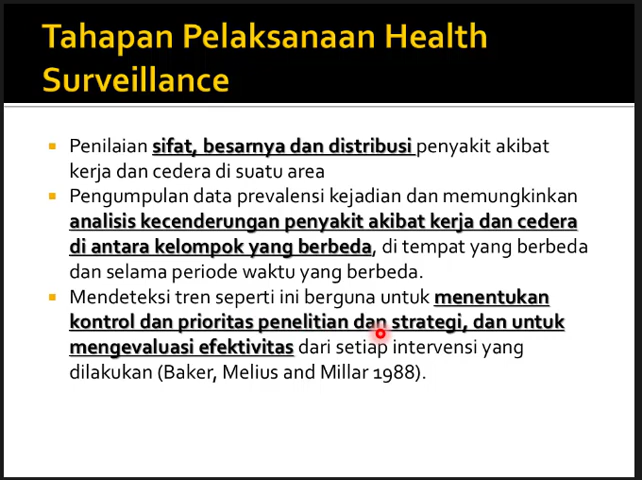 Tahapan Pelaksanaan Health
Surveillance
Penilaian sifat, besarnya dan distribusi penyakit akibat
kerja dan cedera di suatu area
Pengumpulan data prevalensi kejadian dan memungkinkan
analisis kecenderungan penyakit akibat kerja dan cedera
di antara kelompok yang berbeda, di tempat yang berbeda
dan selama periode waktu yang berbeda.
Mendeteksi tren seperti ini berguna untuk menentukan
kontrol dan prioritas penelitian dan strategi, dan untuk
mengevaluasi efektivitas dari setiap intervensi yang
dilakukan (Baker, Melius and Millar 1988).